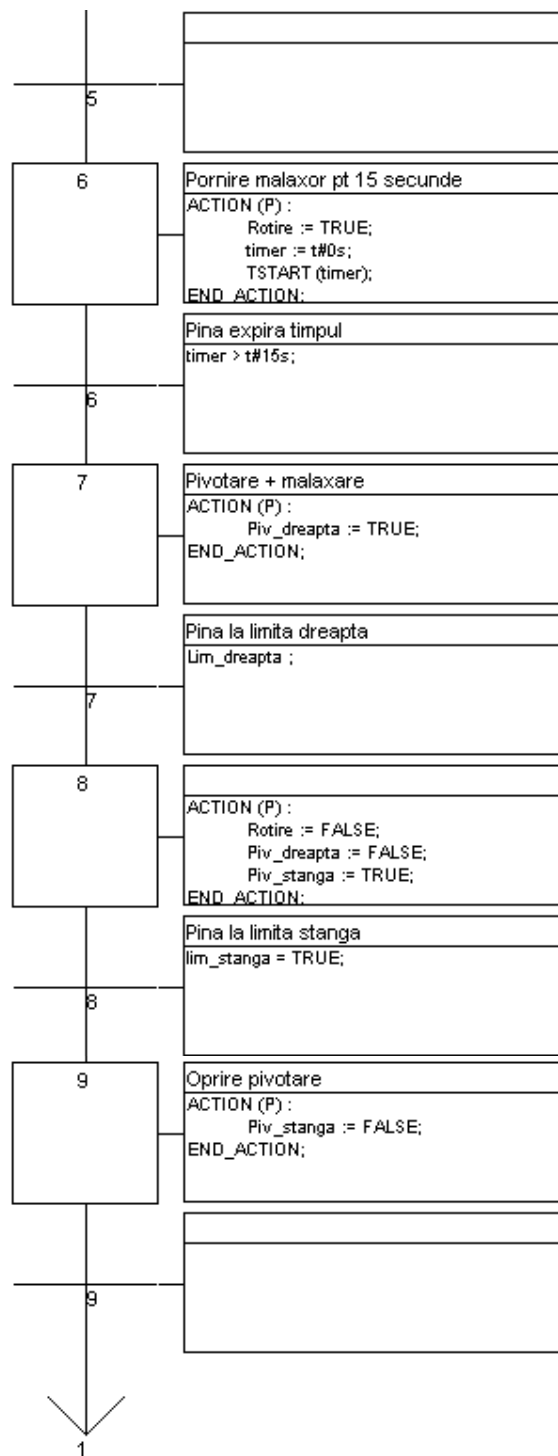 5
6
Pornire malaxor pt 15 secunde
ACTION (P) :
Rotire := TRUE;
timer := t#0s;
TSTART (timer);
END_ACTION;
Pina expira timpul
timer > t#15s;
6
7
Pivotare + malaxare
ACTION (P) :
Piv_dreapta := TRUE;
END_ACTION;
Pina la limita dreapta
Lim_dreapta ;
7
8
ACTION (P) :
Rotire := FALSE;
Piv_dreapta := FALSE;
Piv_stanga := TRUE;
END_ACTION;
Pina la limita stanga
lim_stanga = TRUE;
8
9
Oprire pivotare
ACTION (P) :
Piv_stanga := FALSE;
END_ACTION;
9
1